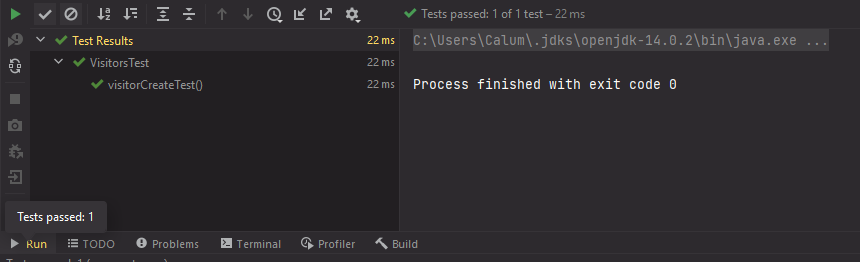 Tests passed: 1 of 1 test – 22 ms
Test Results 22 ms
VisitorsTest 22 ms
visitorCreateTest() 22 ms
C:\Users\Calum\.jdks\openjdk-14.0.2\bin\java.exe ...
Process finished with exit code 0
Tests passed: 1
Run TODO Problems Terminal Profiler Build